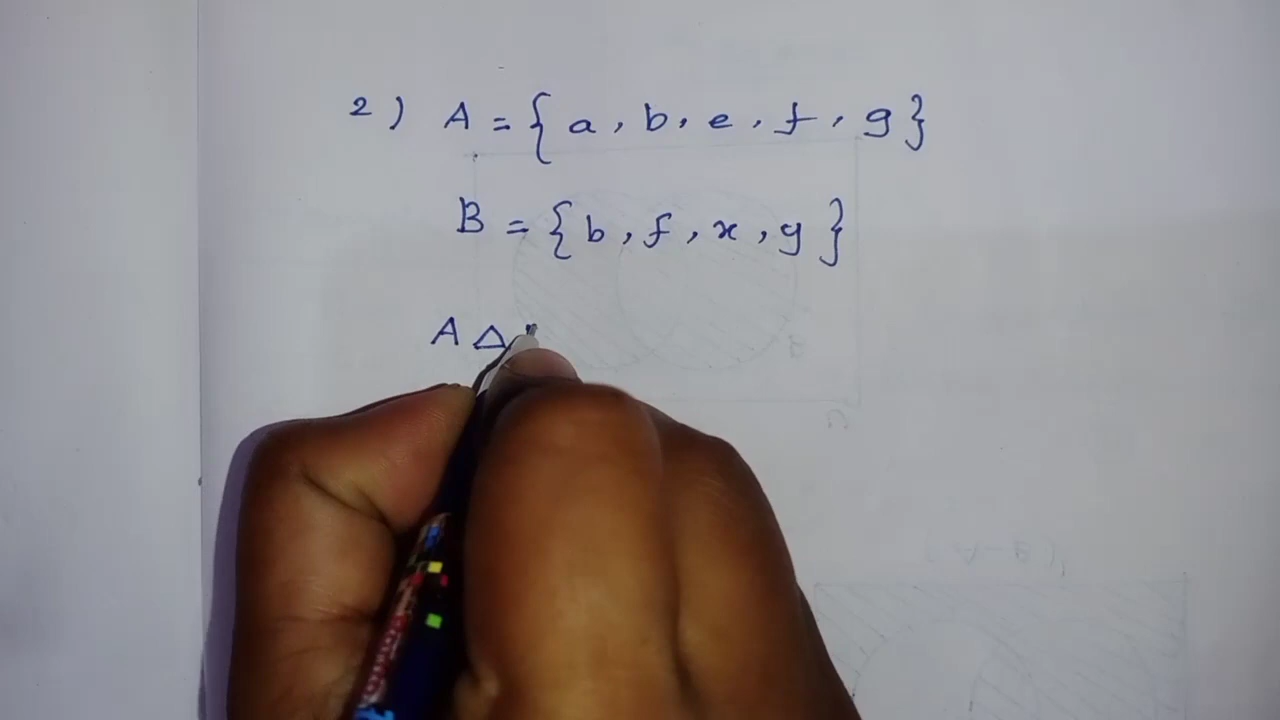 2) A = { a, b, e, f, g }
B = { b, f, x, y }
A Δ